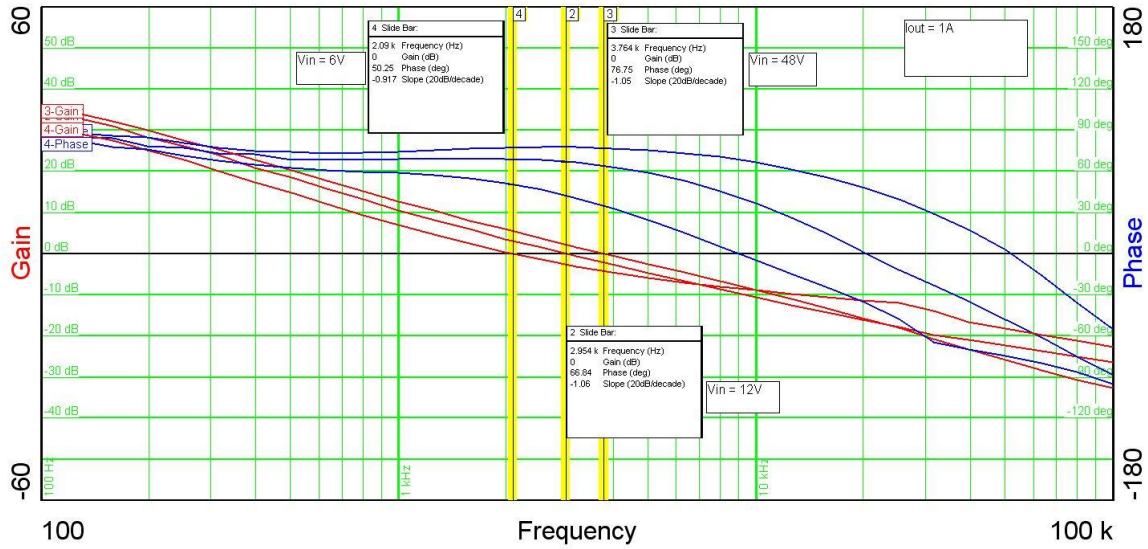 60
180
4
2
3
50 dB
40 dB
30 dB
20 dB
10 dB
0 dB
-10 dB
-20 dB
-30 dB
-40 dB
150 deg
120 deg
90 deg
60 deg
30 deg
0 deg
-30 deg
-60 deg
-90 deg
-120 deg
Vin = 6V
4 Slide Bar:
2.09 k Frequency (Hz)
0 Gain (dB)
50.25 Phase (deg)
-0.917 Slope (20dB/decade)
3 Slide Bar:
3.764 k Frequency (Hz)
0 Gain (dB)
76.75 Phase (deg)
-1.05 Slope (20dB/decade)
Vin = 48V
Iout = 1A
3-Gain
4-Gain
4-Phase
2 Slide Bar:
2.954 k Frequency (Hz)
0 Gain (dB)
66.84 Phase (deg)
-1.06 Slope (20dB/decade)
Vin = 12V
Gain
Phase
100 Hz
1 kHz
10 kHz
-60
-180
100
Frequency
100 k